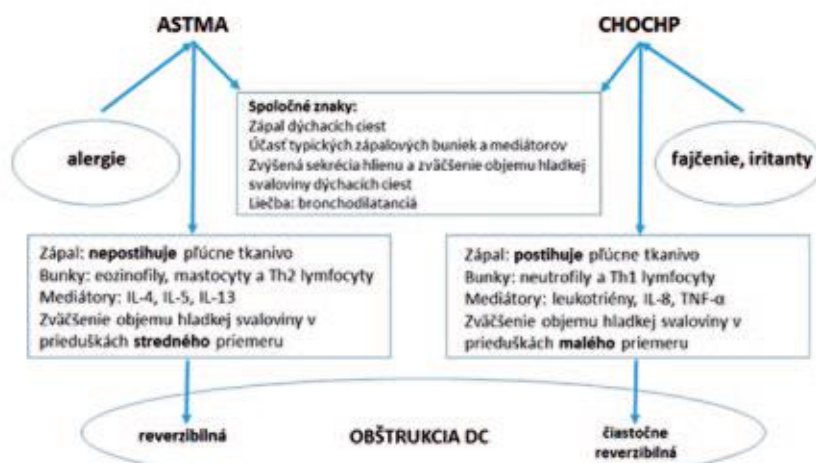 ASTMA
CHOCHP
alergie
Spoločné znaky:
Zápal dýchacích ciest
Účasť typických zápalových buniek a mediátorov
Zvýšená sekrécia hlienu a zväčšenie objemu hladkej
svaloviny dýchacích ciest
Liečba: bronchodilatanciá
fajčenie, iritanty
Zápal: nepostihuje pľúcne tkanivo
Bunky: eozinofily, mastocyty a Th2 lymfocyty
Mediátory: IL-4, IL-5, IL-13
Zväčšenie objemu hladkej svaloviny v
prieduškách stredného priemeru
Zápal: postihuje pľúcne tkanivo
Bunky: neutrofily a Th1 lymfocyty
Mediátory: leukotriény, IL-8, TNF-α
Zväčšenie objemu hladkej svaloviny v
prieduškách malého priemeru
reverzibilná
OBŠTRUKCIA DC
čiastočne
reverzibilná